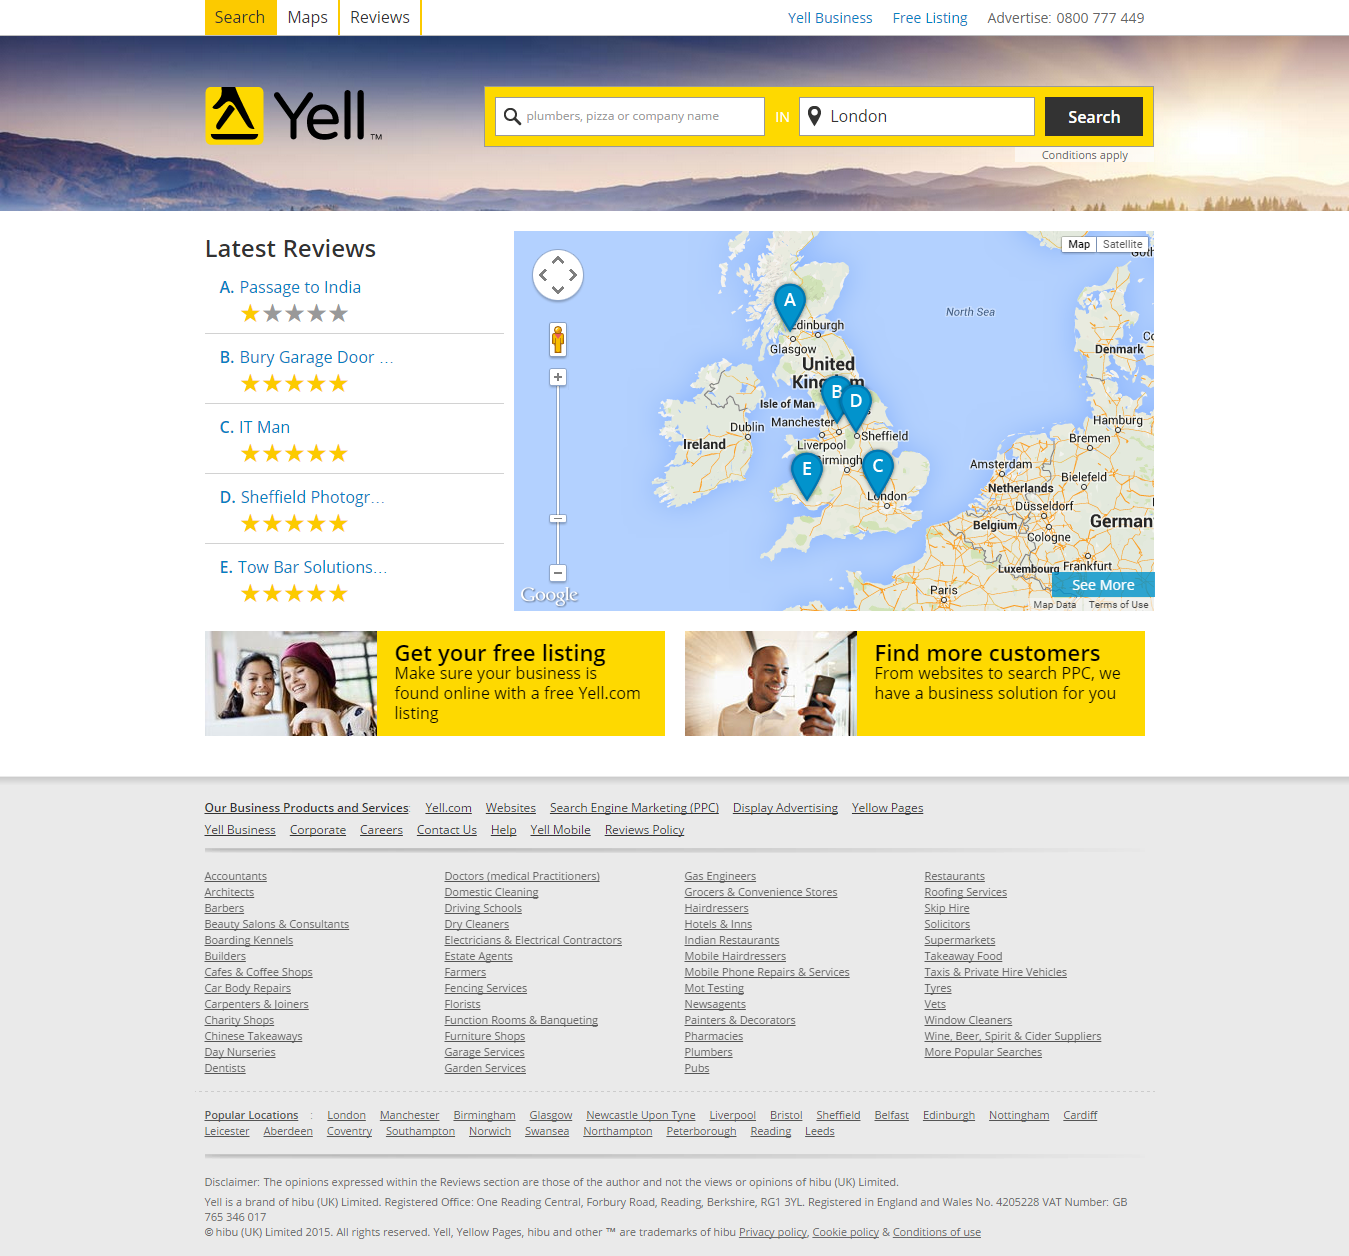 Search Maps Reviews Yell Business Free Listing Advertise: 0800 777 449
Yell™
plumbers, pizza or company name IN London Search
Conditions apply
Latest Reviews
A. Passage to India
B. Bury Garage Door ...
C. IT Man
D. Sheffield Photogr...
E. Tow Bar Solutions...
Map Satellite
North Sea
A
Edinburgh
Glasgow
Denmark
United
Kingdom
B
D
Isle of Man
Manchester
Dublin
Hamburg
Ireland
Liverpool
Sheffield
Bremen
E
Birmingh
C
Amsterdam
Netherlands
Bielefeld
London
Düsseldorf
Belgium
German
Cologne
Luxembourg
Frankfurt
See More
Paris
Google
Map Data Terms of Use
Get your free listing
Make sure your business is
found online with a free Yell.com
listing
Find more customers
From websites to search PPC, we
have a business solution for you
Our Business Products and Services: Yell.com Websites Search Engine Marketing (PPC) Display Advertising Yellow Pages
Yell Business Corporate Careers Contact Us Help Yell Mobile Reviews Policy
Accountants
Architects
Barbers
Beauty Salons & Consultants
Boarding Kennels
Builders
Cafes & Coffee Shops
Car Body Repairs
Carpenters & Joiners
Charity Shops
Chinese Takeaways
Day Nurseries
Dentists
Doctors (medical Practitioners)
Domestic Cleaning
Driving Schools
Dry Cleaners
Electricians & Electrical Contractors
Estate Agents
Farmers
Fencing Services
Florists
Function Rooms & Banqueting
Furniture Shops
Garage Services
Garden Services
Gas Engineers
Grocers & Convenience Stores
Hairdressers
Hotels & Inns
Indian Restaurants
Mobile Hairdressers
Mobile Phone Repairs & Services
Mot Testing
Newsagents
Painters & Decorators
Pharmacies
Plumbers
Pubs
Restaurants
Roofing Services
Skip Hire
Solicitors
Supermarkets
Takeaway Food
Taxis & Private Hire Vehicles
Tyres
Vets
Window Cleaners
Wine, Beer, Spirit & Cider Suppliers
More Popular Searches
Popular Locations : London Manchester Birmingham Glasgow Newcastle Upon Tyne Liverpool Bristol Sheffield Belfast Edinburgh Nottingham Cardiff
Leicester Aberdeen Coventry Southampton Norwich Swansea Northampton Peterborough Reading Leeds
Disclaimer: The opinions expressed within the Reviews section are those of the author and not the views or opinions of hibu (UK) Limited.
Yell is a brand of hibu (UK) Limited. Registered Office: One Reading Central, Forbury Road, Reading, Berkshire, RG1 3YL. Registered in England and Wales No. 4205228 VAT Number: GB
765 346 017
© hibu (UK) Limited 2015. All rights reserved. Yell, Yellow Pages, hibu and other ™ are trademarks of hibu Privacy policy, Cookie policy & Conditions of use